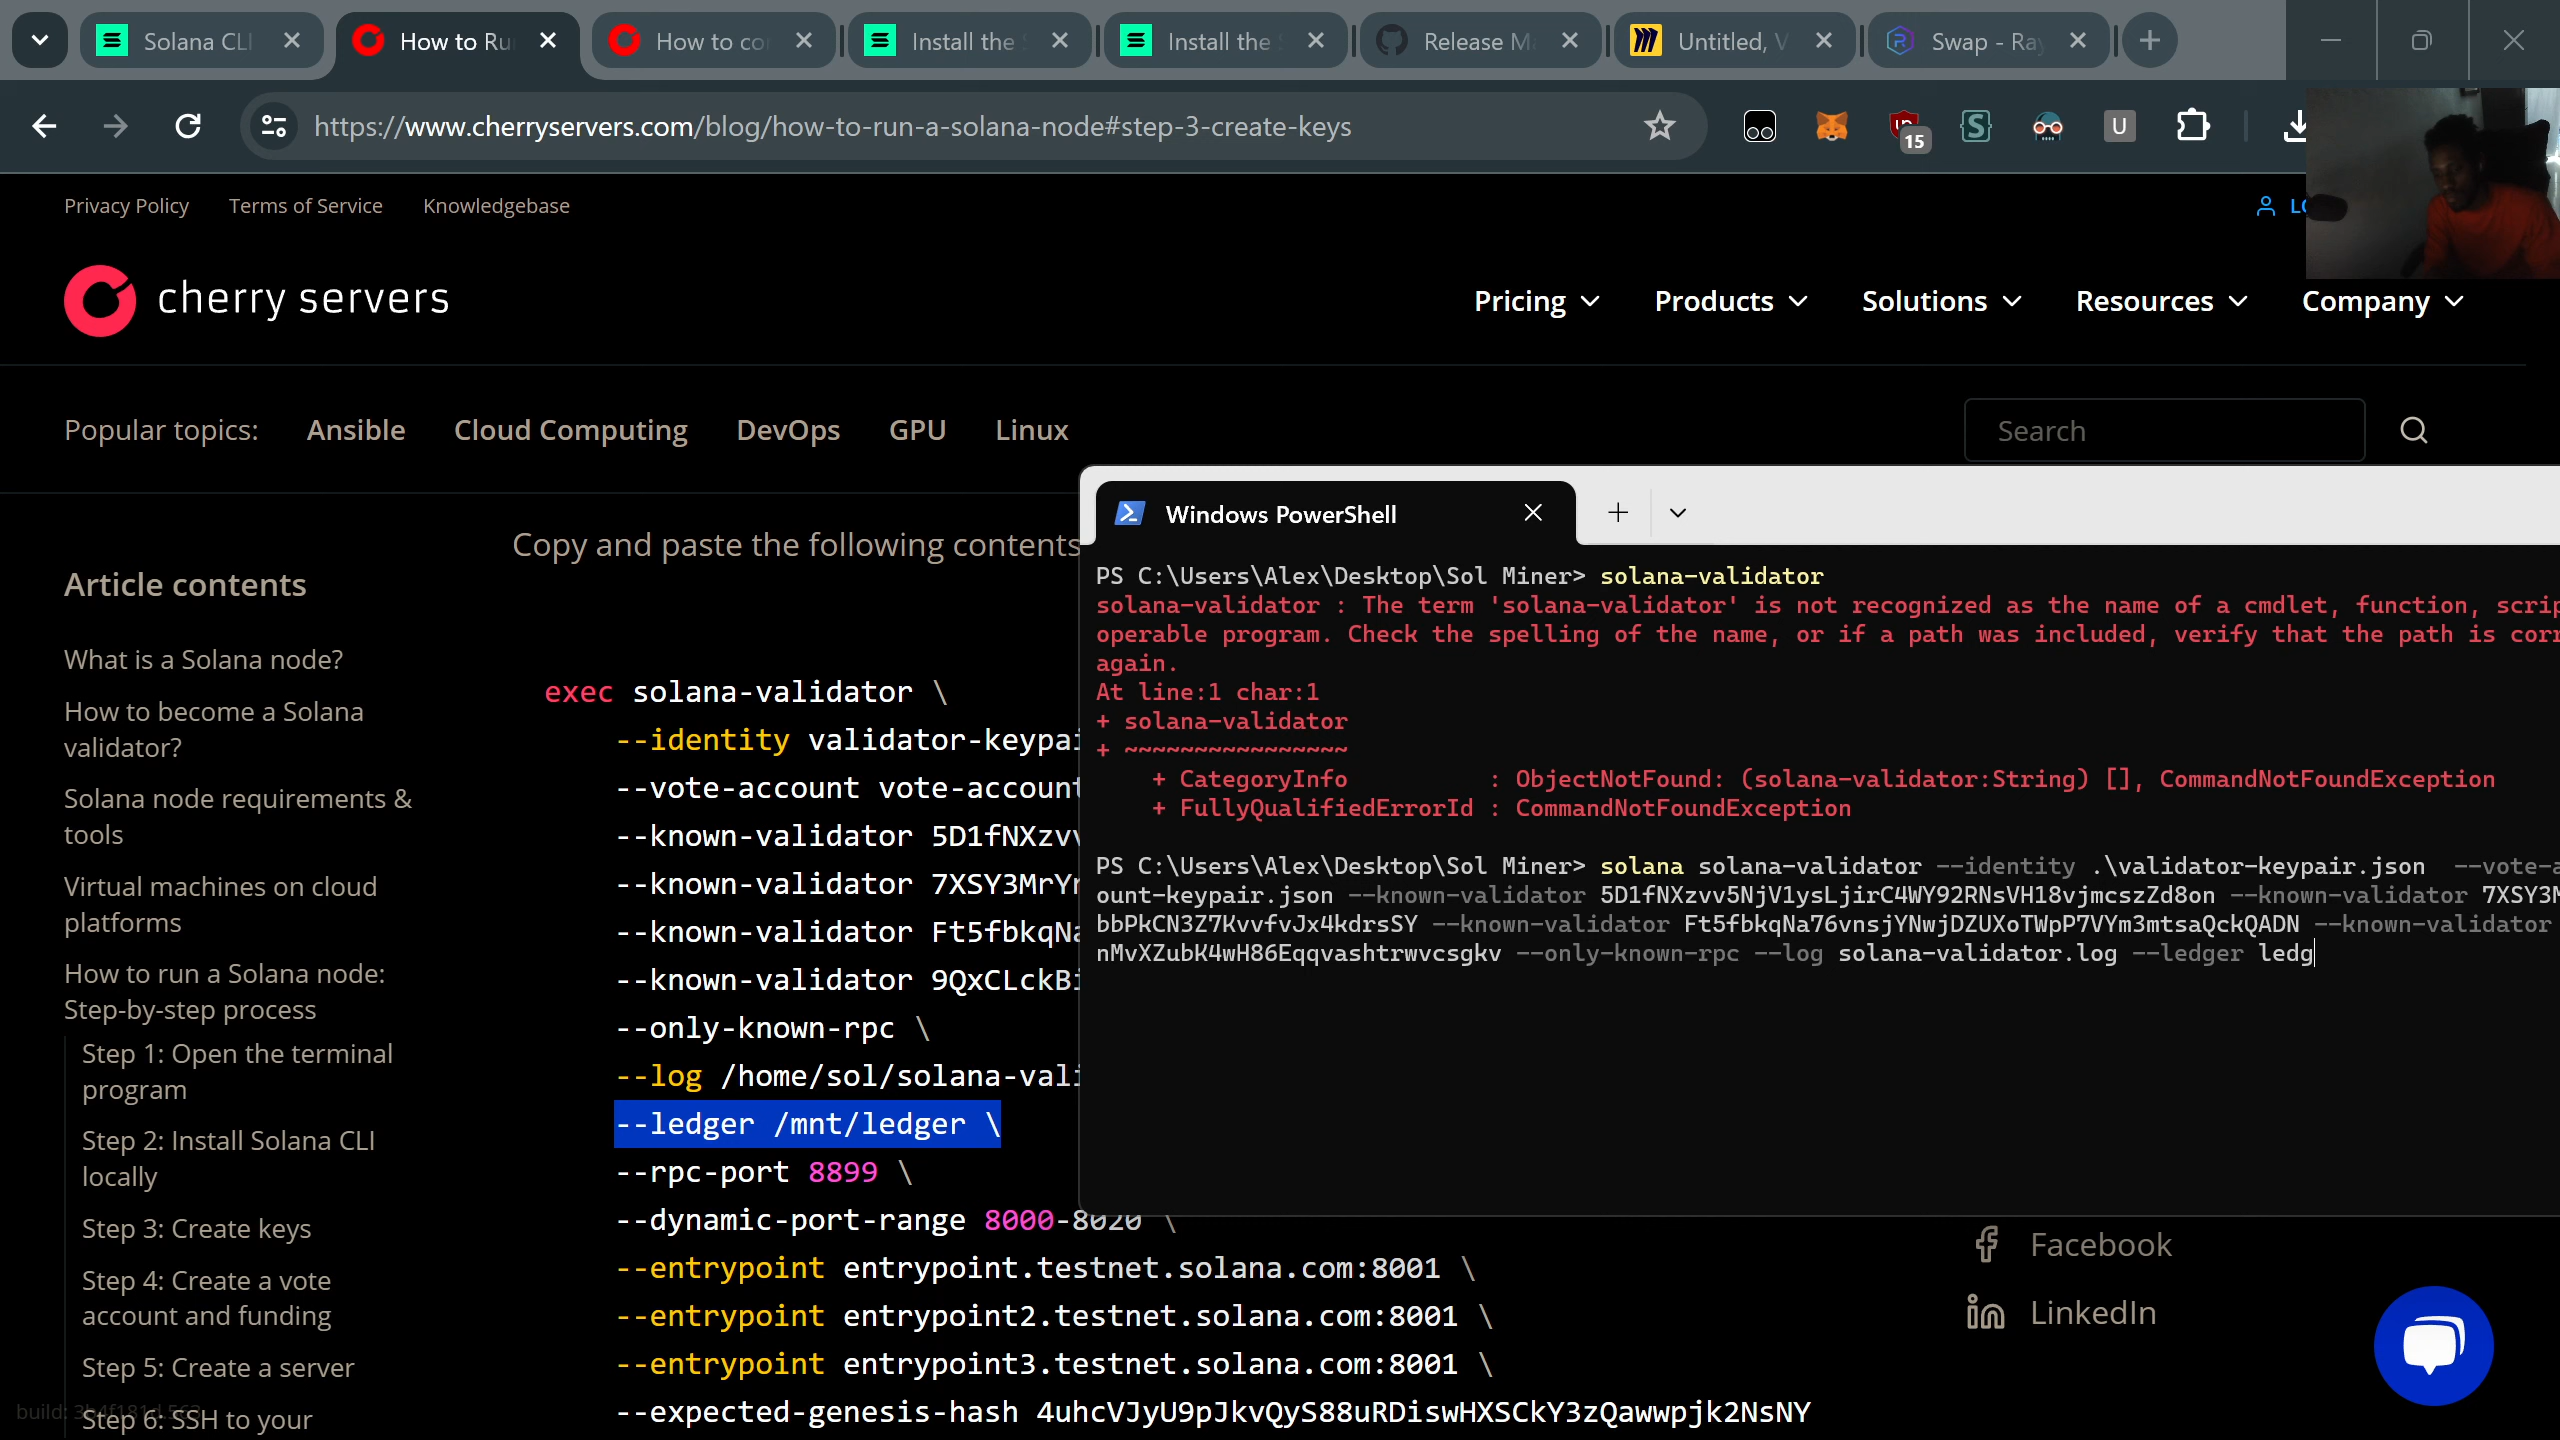 Solana CLI
How to Ru
How to co
Install the S
Install the S
Release M
Untitled, V
Swap - Ray
https://www.cherryservers.com/blog/how-to-run-a-solana-node#step-3-create-keys
15
U
Privacy Policy
Terms of Service
Knowledgebase
cherry servers
Pricing
Products
Solutions
Resources
Company
Popular topics:
Ansible
Cloud Computing
DevOps
GPU
Linux
Search
Article contents
What is a Solana node?
How to become a Solana
validator?
Solana node requirements &
tools
Virtual machines on cloud
platforms
How to run a Solana node:
Step-by-step process
Step 1: Open the terminal
program
Step 2: Install Solana CLI
locally
Step 3: Create keys
Step 4: Create a vote
account and funding
Step 5: Create a server
Step 6: SSH to your
Copy and paste the following contents
exec solana-validator \
--identity validator-keypai
--vote-account vote-account
--known-validator 5D1fNXzvv
--known-validator 7XSY3MrYn
--known-validator Ft5fbkqNa
--known-validator 9QxCLckBi
--only-known-rpc \
--log /home/sol/solana-vali
--ledger /mnt/ledger \
--rpc-port 8899 \
--dynamic-port-range 8000-8020 \
--entrypoint entrypoint.testnet.solana.com:8001 \
--entrypoint entrypoint2.testnet.solana.com:8001 \
--entrypoint entrypoint3.testnet.solana.com:8001 \
--expected-genesis-hash 4uhcVJyU9pJkvQyS88uRDiswHXSCkY3zQawwpjk2NsNY
Windows PowerShell
PS C:\Users\Alex\Desktop\Sol Miner> solana-validator
solana-validator : The term 'solana-validator' is not recognized as the name of a cmdlet, function, scrip
operable program. Check the spelling of the name, or if a path was included, verify that the path is corr
again.
At line:1 char:1
+ solana-validator
+ ~~~~~~~~~~~~~~~~
+ CategoryInfo : ObjectNotFound: (solana-validator:String) [], CommandNotFoundException
+ FullyQualifiedErrorId : CommandNotFoundException
PS C:\Users\Alex\Desktop\Sol Miner> solana solana-validator --identity .\validator-keypair.json --vote-a
ount-keypair.json --known-validator 5D1fNXzvv5NjV1ysLjirC4WY92RNsVH18vjmcszZd8on --known-validator 7XSY3M
bbPkCN3Z7KvvfvJx4kdrsSY --known-validator Ft5fbkqNa76vnsjYNwjDZUXoTWpP7VYm3mtsaQckQADN --known-validator
nMvXZubK4wH86Eqqvashtrwvcsgkv --only-known-rpc --log solana-validator.log --ledger ledg
Facebook
LinkedIn